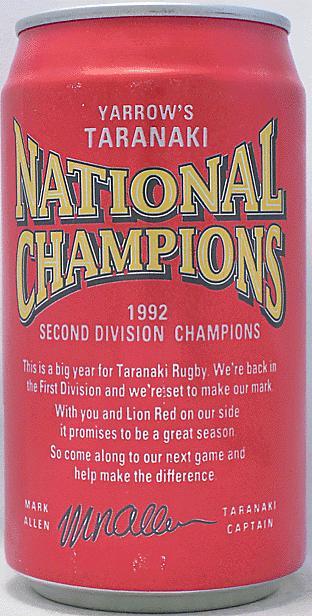 YARROW'S
TARANAKI
NATIONAL
CHAMPIONS
1992
SECOND DIVISION CHAMPIONS
This is a big year for Taranaki Rugby. We're back in
the First Division and we're set to make our mark.
With you and Lion Red on our side
it promises to be a great season.
So come along to our next game and
help make the difference.
MARK
ALLEN
MNAllen
TARANAKI
CAPTAIN